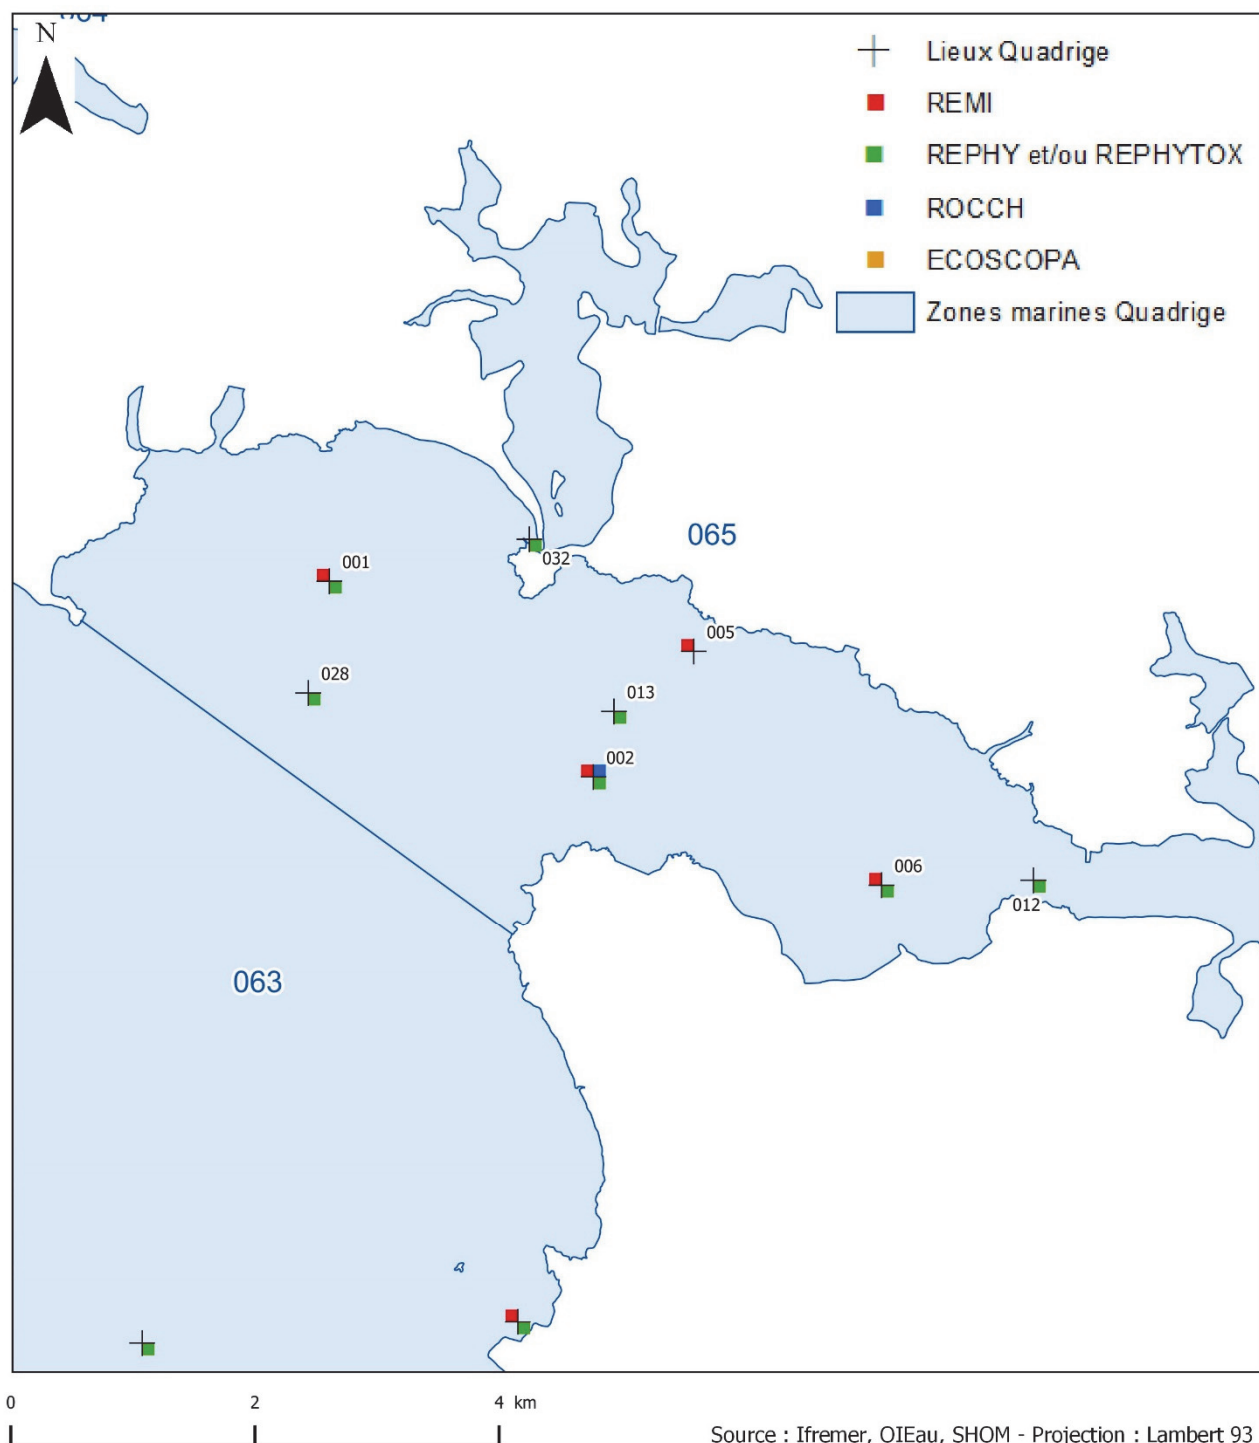 N
Lieux Quadrige
REMI
REPHY et/ou REPHYTOX
ROCCH
ECOSCOPA
Zones marines Quadrige
065
032
001
005
028
013
002
006
012
063
0 2 4 km
Source : Ifremer, OIEau, SHOM - Projection : Lambert 93